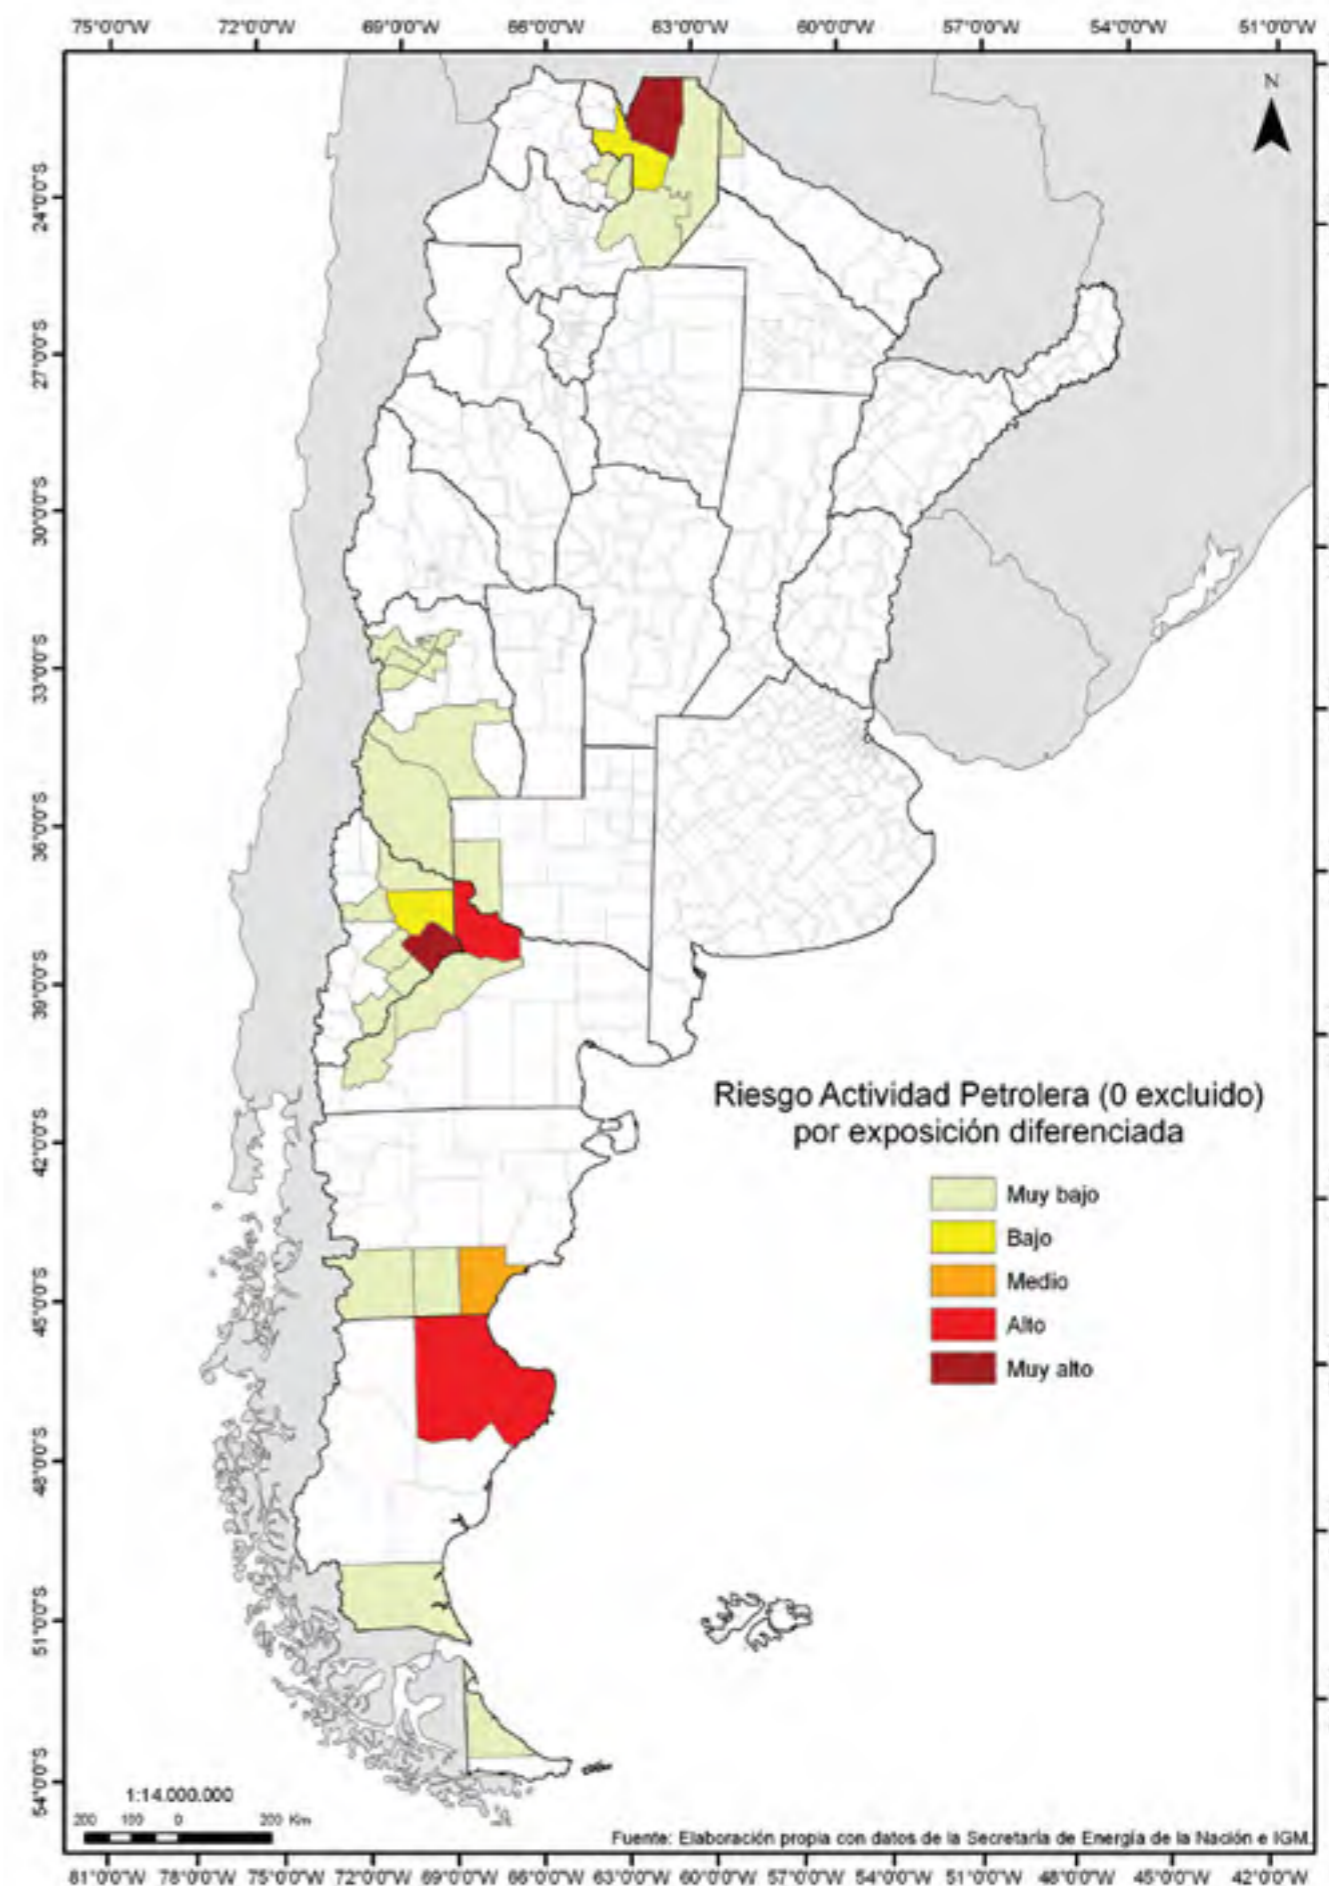 75°0'0"W 72°0'0"W 69°0'0"W 66°0'0"W 63°0'0"W 60°0'0"W 57°0'0"W 54°0'0"W 51°0'0"W
N
24°0'0"S
27°0'0"S
30°0'0"S
33°0'0"S
36°0'0"S
39°0'0"S
42°0'0"S
45°0'0"S
48°0'0"S
51°0'0"S
54°0'0"S
Riesgo Actividad Petrolera (0 excluido)
por exposición diferenciada
Muy bajo
Bajo
Medio
Alto
Muy alto
1:14.000.000
200 100 0 200 Km
Fuente: Elaboración propia con datos de la Secretaría de Energía de la Nación e IGM.
81°0'0"W 78°0'0"W 75°0'0"W 72°0'0"W 69°0'0"W 66°0'0"W 63°0'0"W 60°0'0"W 57°0'0"W 54°0'0"W 51°0'0"W 48°0'0"W 45°0'0"W 42°0'0"W